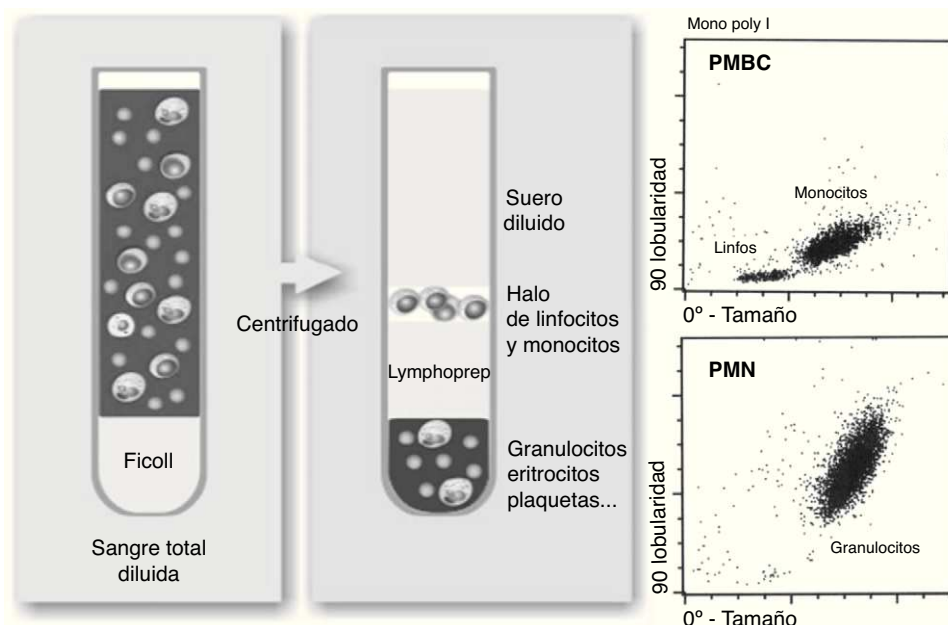 Ficoll
Sangre total
diluida
Centrifugado
Suero
diluido
Halo
de linfocitos
y monocitos
Lymphoprep
Granulocitos
eritrocitos
plaquetas...
Mono poly I
PMBC
Monocitos
Linfos
90 lobularidad
0º - Tamaño
PMN
Granulocitos
90 lobularidad
0º - Tamaño